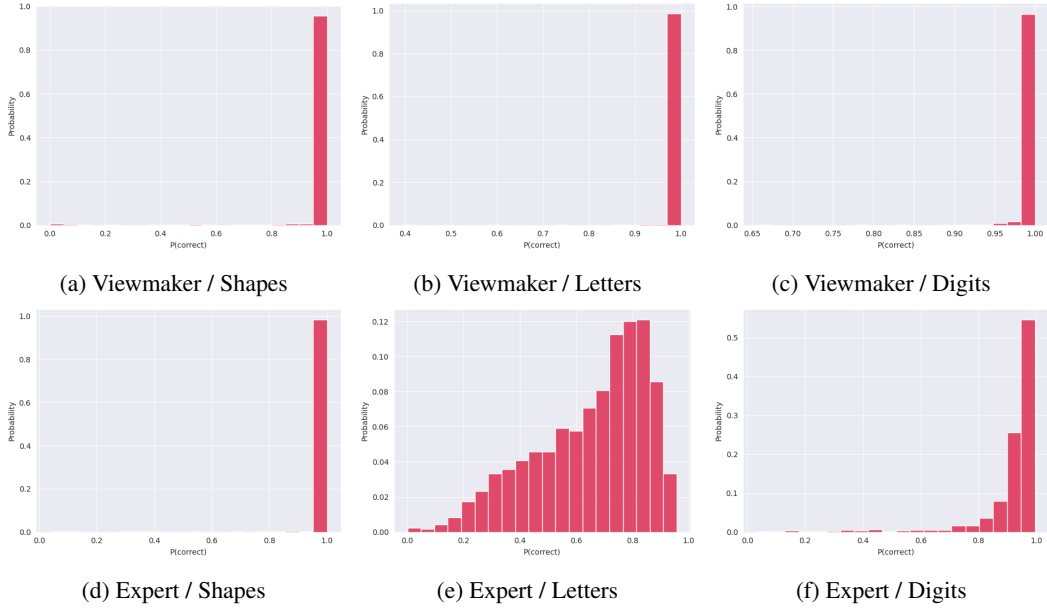 1.0
0.8
0.6
0.4
0.2
0.0
Probability
0.0 0.2 0.4 0.6 0.8 1.0
P(correct)
(a) Viewmaker / Shapes
1.0
0.8
0.6
0.4
0.2
0.0
Probability
0.4 0.5 0.6 0.7 0.8 0.9 1.0
P(correct)
(b) Viewmaker / Letters
1.0
0.8
0.6
0.4
0.2
0.0
Probability
0.65 0.70 0.75 0.80 0.85 0.90 0.95 1.00
P(correct)
(c) Viewmaker / Digits
1.0
0.8
0.6
0.4
0.2
0.0
Probability
0.0 0.2 0.4 0.6 0.8 1.0
P(correct)
(d) Expert / Shapes
0.12
0.10
0.08
0.06
0.04
0.02
0.00
Probability
0.0 0.2 0.4 0.6 0.8 1.0
P(correct)
(e) Expert / Letters
0.5
0.4
0.3
0.2
0.1
0.0
Probability
0.0 0.2 0.4 0.6 0.8 1.0
P(correct)
(f) Expert / Digits